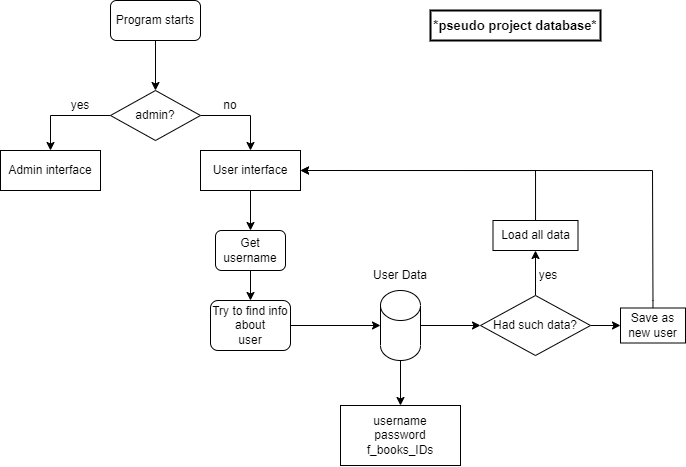 Program starts
*pseudo project database*
yes
admin?
no
Admin interface
User interface
Get
username
Load all data
User Data
yes
Try to find info
about
user
Had such data?
Save as
new user
username
password
f_books_IDs